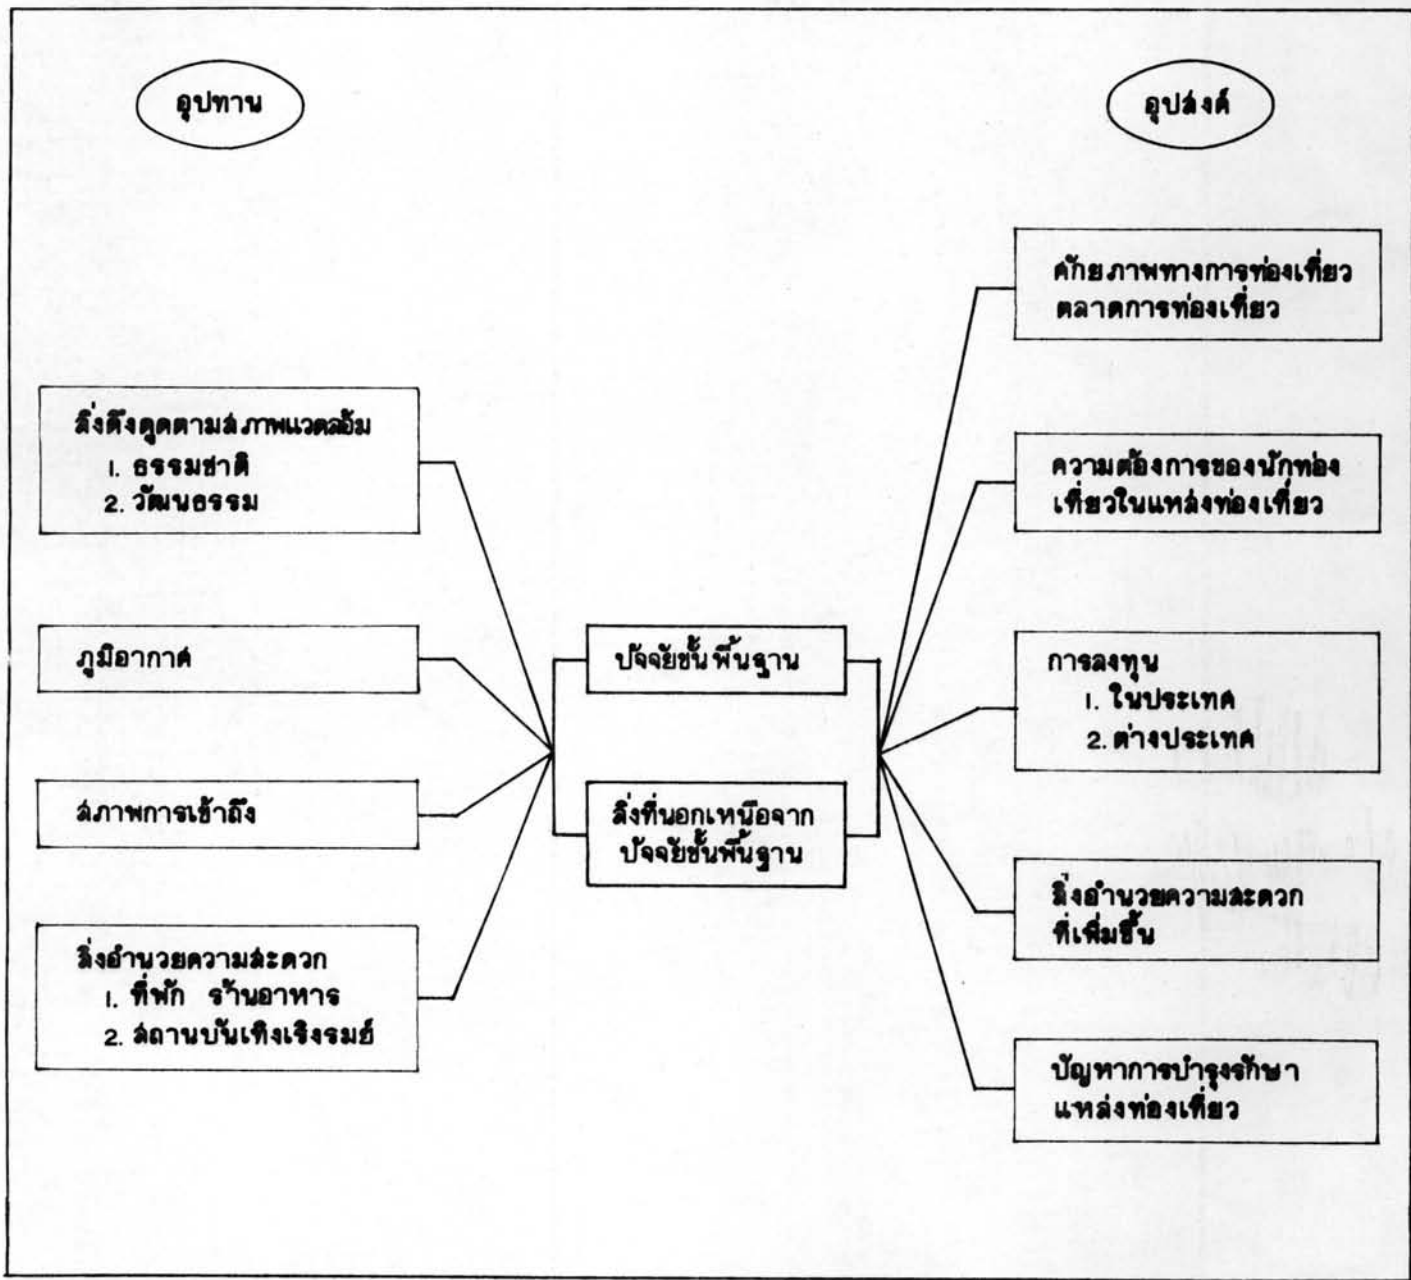 อุปทาน
อุปสงค์
สิ่งดึงดูดตามสภาพแวดล้อม
1. ธรรมชาติ
2. วัฒนธรรม
ภูมิอากาศ
สภาพการเข้าถึง
สิ่งอำนวยความสะดวก
1. ที่พัก ร้านอาหาร
2. สถานบันเทิงเริงรมย์
ปัจจัยขั้นพื้นฐาน
สิ่งที่นอกเหนือจาก
ปัจจัยขั้นพื้นฐาน
ศักยภาพทางการท่องเที่ยว
ตลาดการท่องเที่ยว
ความต้องการของนักท่อง
เที่ยวในแหล่งท่องเที่ยว
การลงทุน
1. ในประเทศ
2. ต่างประเทศ
สิ่งอำนวยความสะดวก
ที่เพิ่มขึ้น
ปัญหาการบำรุงรักษา
แหล่งท่องเที่ยว